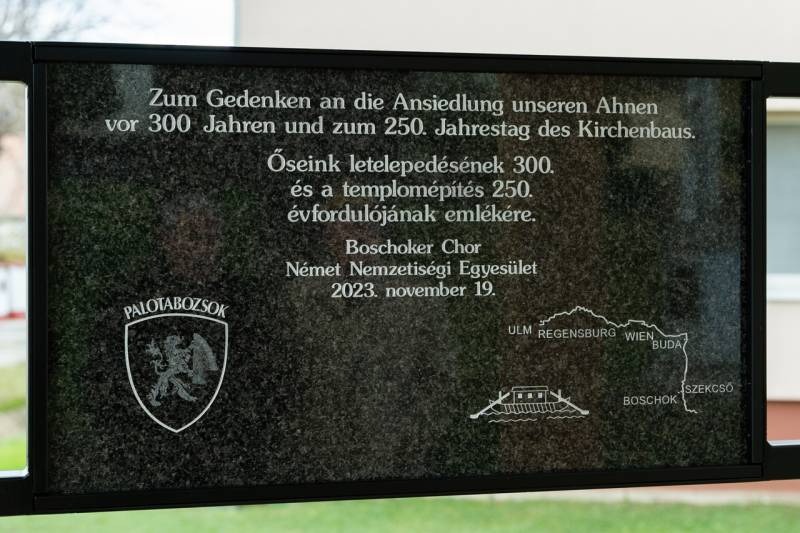 Zum Gedenken an die Ansiedlung unseren Ahnen
vor 300 Jahren und zum 250. Jahrestag des Kirchenbaus.
Őseink letelepedésének 300.
és a templomépítés 250.
évfordulójának emlékére.
Boschoker Chor
Német Nemzetiségi Egyesület
2023. november 19.
PALOTABOZSOK
ULM REGENSBURG WIEN
BUDA
SZEKCSŐ
BOSCHOK